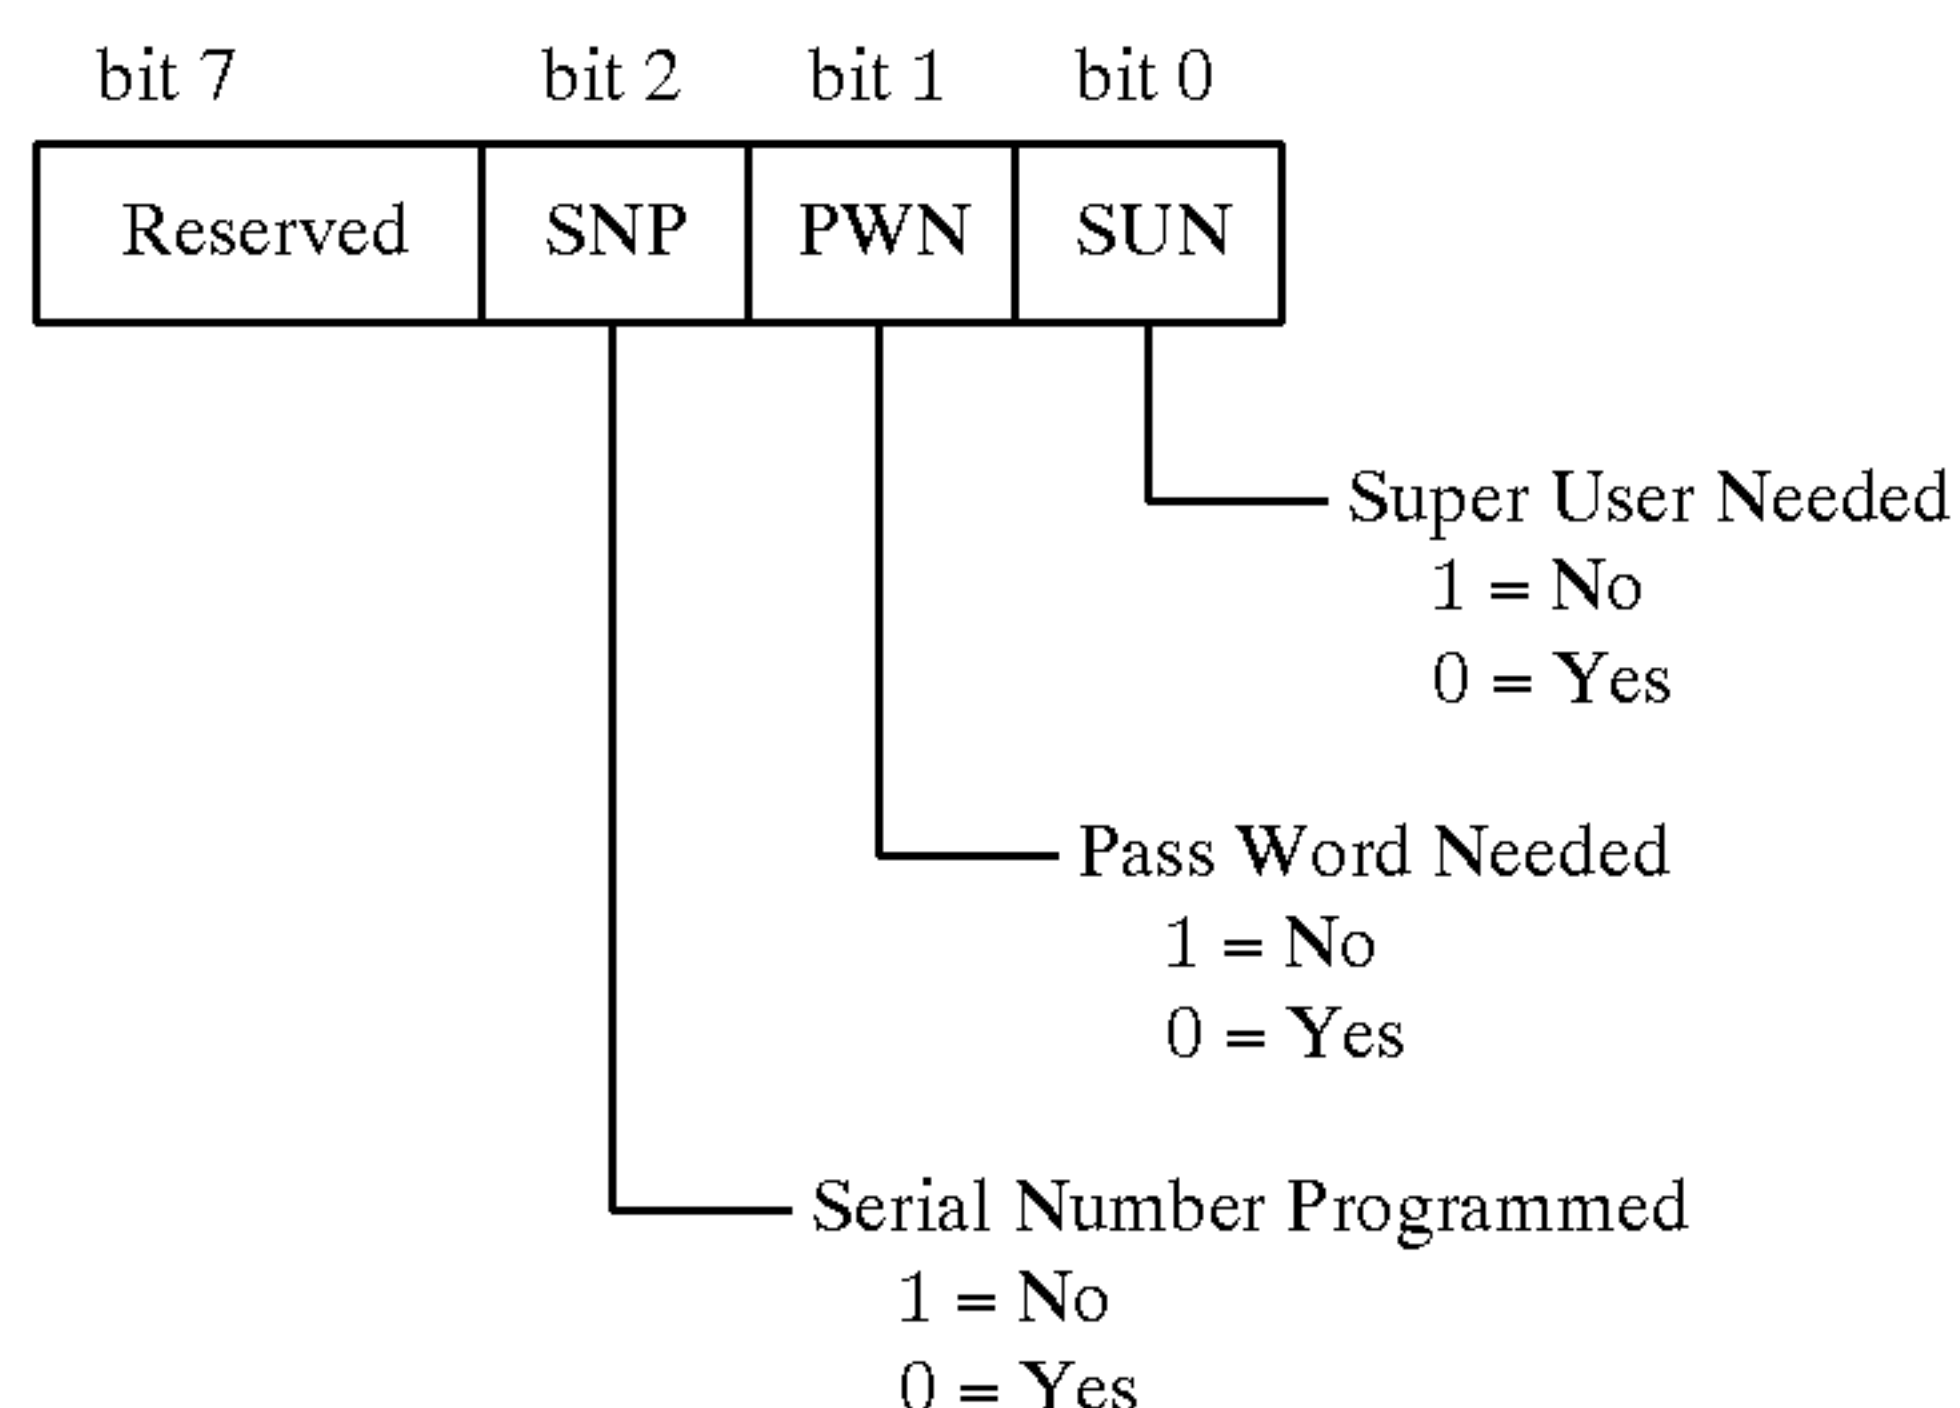 bit 7 bit 2 bit 1 bit 0
Reserved SNP PWN SUN
Super User Needed
1 = No
0 = Yes
Pass Word Needed
1 = No
0 = Yes
Serial Number Programmed
1 = No
0 = Yes